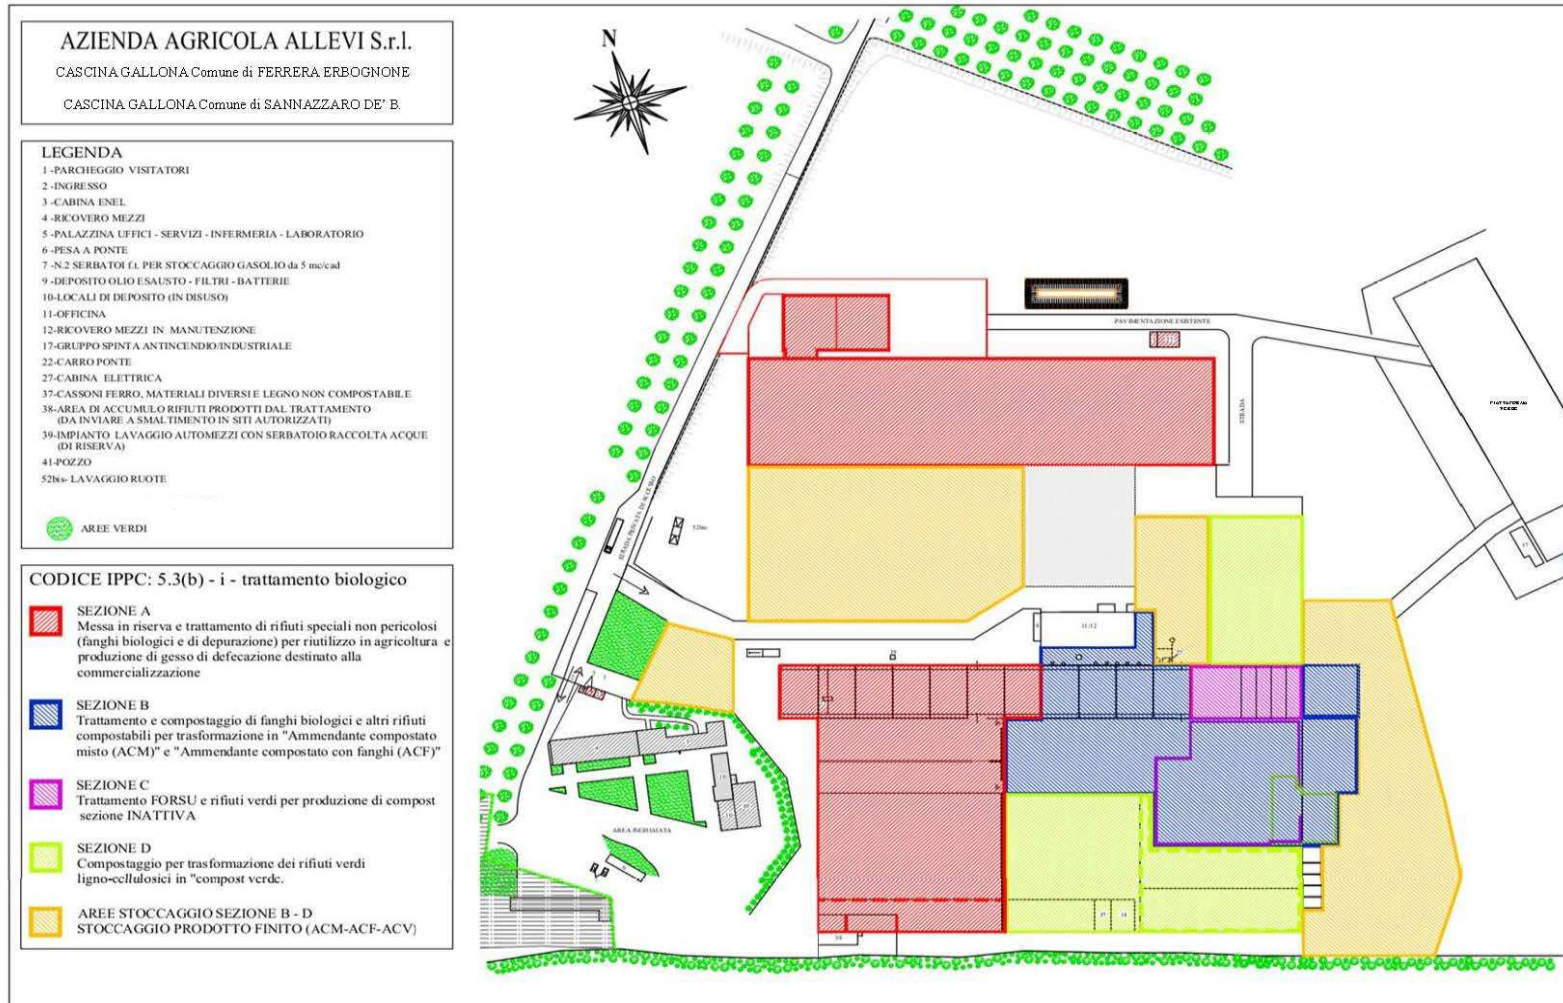 AZIENDA AGRICOLA ALLEVI S.r.l.
CASCINA GALLONA Comune di FERRERA ERBOGNONE
CASCINA GALLONA Comune di SANNAZZARO DE' B.
N
LEGENDA
1 -PARCHEGGIO VISITATORI
2 -INGRESSO
3 -CABINA ENEL
4 -RICOVERO MEZZI
5 -PALAZZINA UFFICI - SERVIZI - INFERMERIA - LABORATORIO
6 -PESA A PONTE
7 -N.2 SERBATOI f.t. PER STOCCAGGIO GASOLIO da 5 mc/cad
9 -DEPOSITO OLIO ESAUSTO - FILTRI - BATTERIE
10-LOCALI DI DEPOSITO (IN DISUSO)
11-OFFICINA
12-RICOVERO MEZZI IN MANUTENZIONE
17-GRUPPO SPINTA ANTINCENDIO/INDUSTRIALE
22-CARRO PONTE
27-CABINA ELETTRICA
37-CASSONI FERRO, MATERIALI DIVERSI E LEGNO NON COMPOSTABILE
38-AREA DI ACCUMULO RIFIUTI PRODOTTI DAL TRATTAMENTO
(DA INVIARE A SMALTIMENTO IN SITI AUTORIZZATI)
39-IMPIANTO LAVAGGIO AUTOMEZZI CON SERBATOIO RACCOLTA ACQUE
(DI RISERVA)
41-POZZO
52bis- LAVAGGIO RUOTE
AREE VERDI
CODICE IPPC: 5.3(b) - i - trattamento biologico
SEZIONE A
Messa in riserva e trattamento di rifiuti speciali non pericolosi
(fanghi biologici e di depurazione) per riutilizzo in agricoltura e
produzione di gesso di defecazione destinato alla
commercializzazione
SEZIONE B
Trattamento e compostaggio di fanghi biologici e altri rifiuti
compostabili per trasformazione in "Ammendante compostato
misto (ACM)" e "Ammendante compostato con fanghi (ACF)"
SEZIONE C
Trattamento FORSU e rifiuti verdi per produzione di compost
sezione INATTIVA
SEZIONE D
Compostaggio per trasformazione dei rifiuti verdi
ligno-cellulosici in "compost verde.
AREE STOCCAGGIO SEZIONE B - D
STOCCAGGIO PRODOTTO FINITO (ACM-ACF-ACV)
PAVIMENTAZIONE ESISTENTE
STRADA
STRADA PRIVATA DI ACCESSO
52bis
11/12
AREA INGHIAIATA